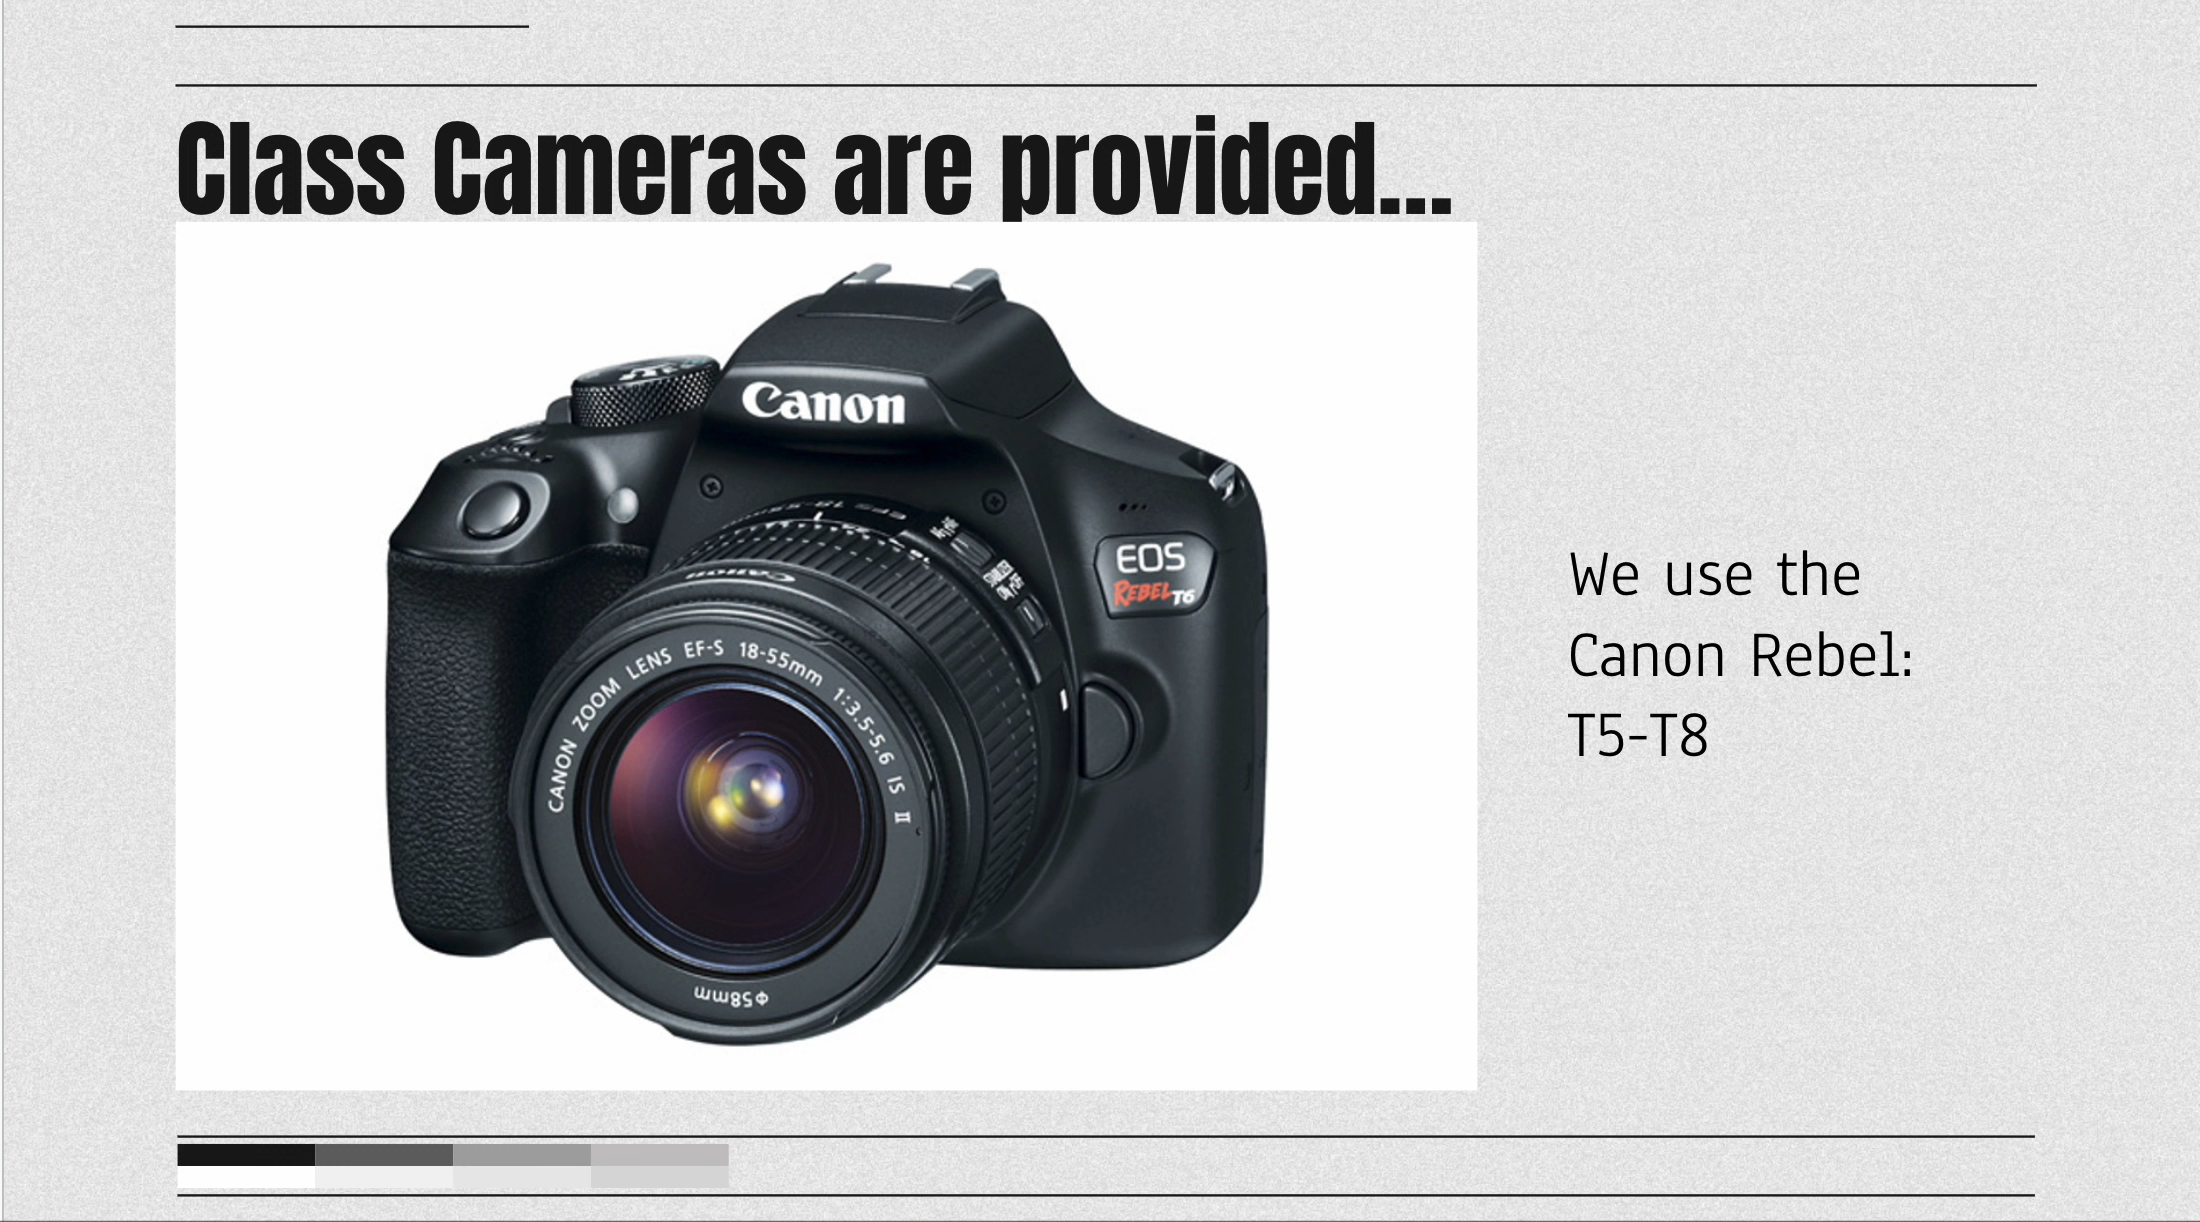 Class Cameras are provided...
Canon
EOS
REBEL T6
Canon
CANON ZOOM LENS EF-S 18-55mm 1:3.5-5.6 IS II
Φ58mm
We use the
Canon Rebel:
T5-T8